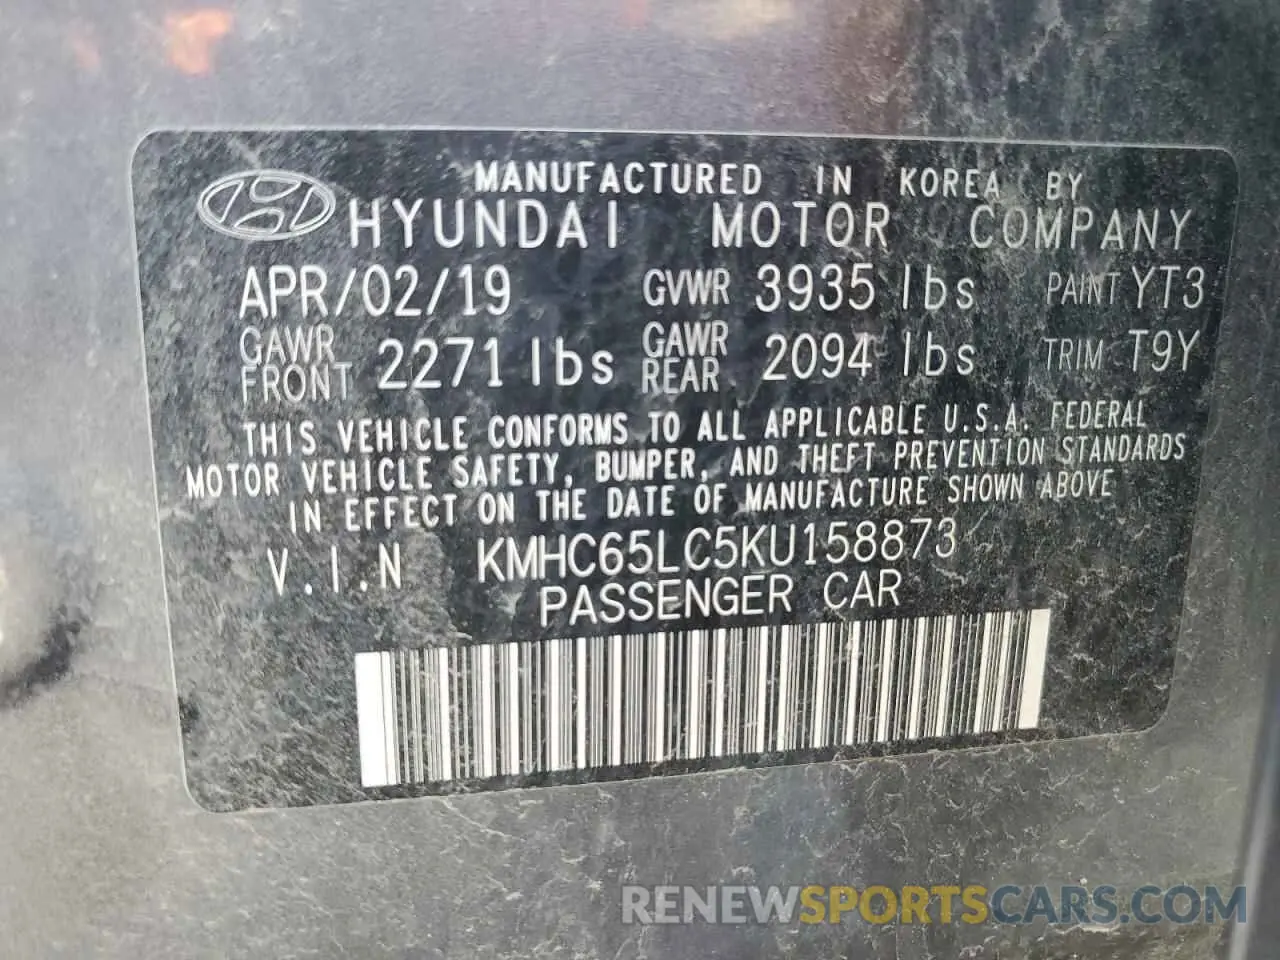 MANUFACTURED IN KOREA BY
HYUNDAI MOTOR COMPANY
APR/02/19 GVWR 3935 lbs PAINT YT3
GAWR FRONT 2271 lbs GAWR REAR 2094 lbs TRIM T9Y
THIS VEHICLE CONFORMS TO ALL APPLICABLE U.S.A. FEDERAL
MOTOR VEHICLE SAFETY, BUMPER, AND THEFT PREVENTION STANDARDS
IN EFFECT ON THE DATE OF MANUFACTURE SHOWN ABOVE
V.I.N KMHC65LC5KU158873
PASSENGER CAR
RENEWSPORTSCARS.COM